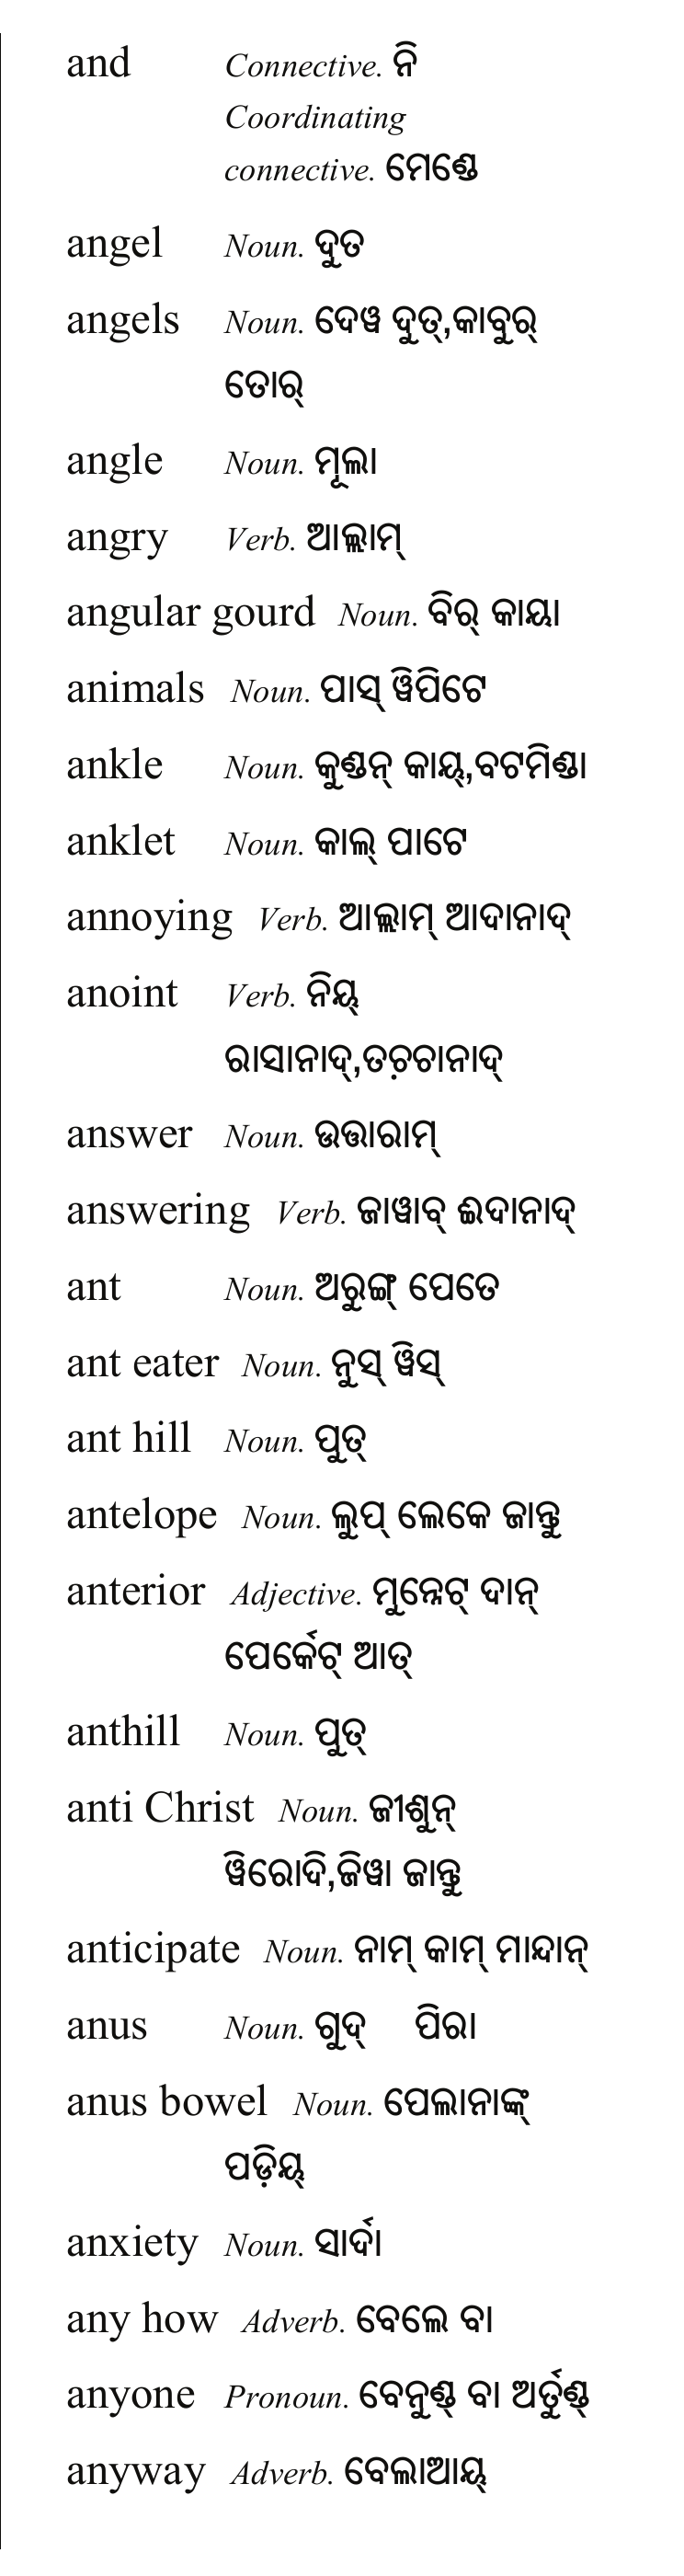 and Connective. ନି
Coordinating
connective. ମେଣ୍ଡେ
angel Noun. ଦୁତ
angels Noun. ଦେୱ ଦୁତ୍,କାବୁର୍
ତୋର୍
angle Noun. ମୂଲା
angry Verb. ଆଲ୍ଲାମ୍
angular gourd Noun. ବିର୍ କାୟା
animals Noun. ପାସ୍ ୱିପିଟେ
ankle Noun. କୁଣ୍ଡନ୍ କାୟ୍,ବଟମିଣ୍ଡା
anklet Noun. କାଲ୍ ପାଟେ
annoying Verb. ଆଲ୍ଲାମ୍ ଆଦାନାଦ୍
anoint Verb. ନିୟ୍
ରାସାନାଦ୍,ତଚ଼ଚାନାଦ୍
answer Noun. ଉତ୍ତାରାମ୍
answering Verb. ଜାୱାବ୍ ଈଦାନାଦ୍
ant Noun. ଅରୁଙ୍ଗ୍ ପେତେ
ant eater Noun. ନୁସ୍ ୱିସ୍
ant hill Noun. ପୁତ୍
antelope Noun. ଲୁପ୍ ଲେକେ ଜାନ୍ତୁ
anterior Adjective. ମୁନ୍ନେଟ୍ ଦାନ୍
ପେର୍କେଟ୍ ଆତ୍
anthill Noun. ପୁତ୍
anti Christ Noun. ଜୀଶୁନ୍
ୱିରୋଦି,ଜିୱା ଜାନ୍ତୁ
anticipate Noun. ନାମ୍ କାମ୍ ମାନ୍ଦାନ୍
anus Noun. ଗୁଦ୍ ପିରା
anus bowel Noun. ପେଲାନାଙ୍କ୍
ପଡ଼ିୟ୍
anxiety Noun. ସାର୍ଦା
any how Adverb. ବେଲେ ବା
anyone Pronoun. ବେନୁଣ୍ଡ୍ ବା ଅର୍ତୁଣ୍ଡ୍
anyway Adverb. ବେଲାଆୟ୍